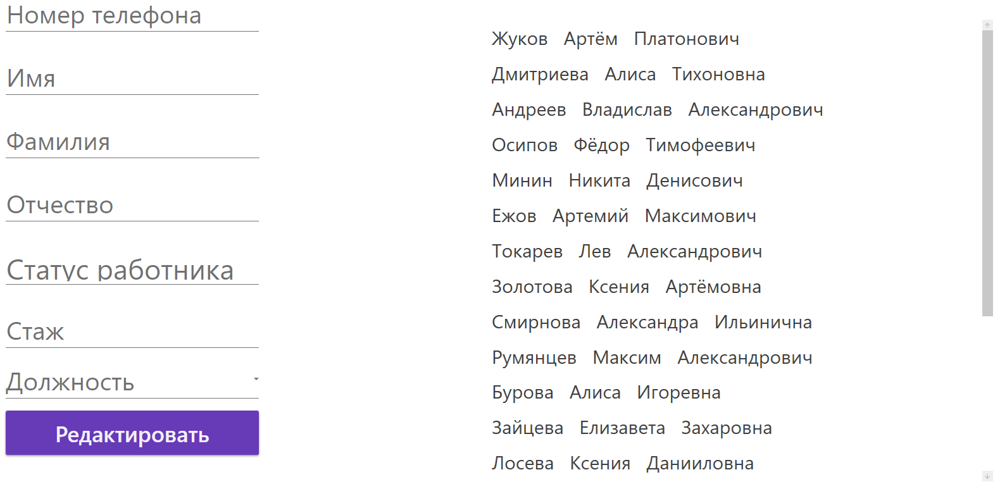 Номер телефона
Имя
Фамилия
Отчество
Статус работника
Стаж
Должность
Редактировать
Жуков Артём Платонович
Дмитриева Алиса Тихоновна
Андреев Владислав Александрович
Осипов Фёдор Тимофеевич
Минин Никита Денисович
Ежов Артемий Максимович
Токарев Лев Александрович
Золотова Ксения Артёмовна
Смирнова Александра Ильинична
Румянцев Максим Александрович
Бурова Алиса Игоревна
Зайцева Елизавета Захаровна
Лосева Ксения Данииловна